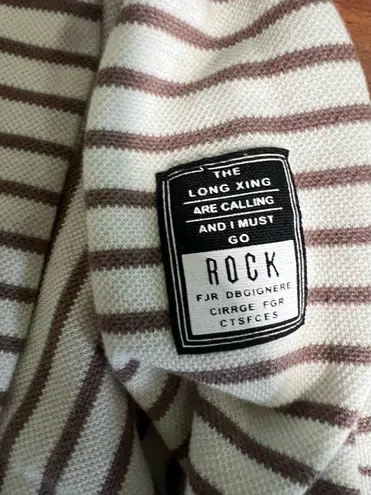 THE
LONG XING
ARE CALLING
AND I MUST
GO
ROCK
FJR DBGIGNERE
CIRRGE FGR
CTSFCES